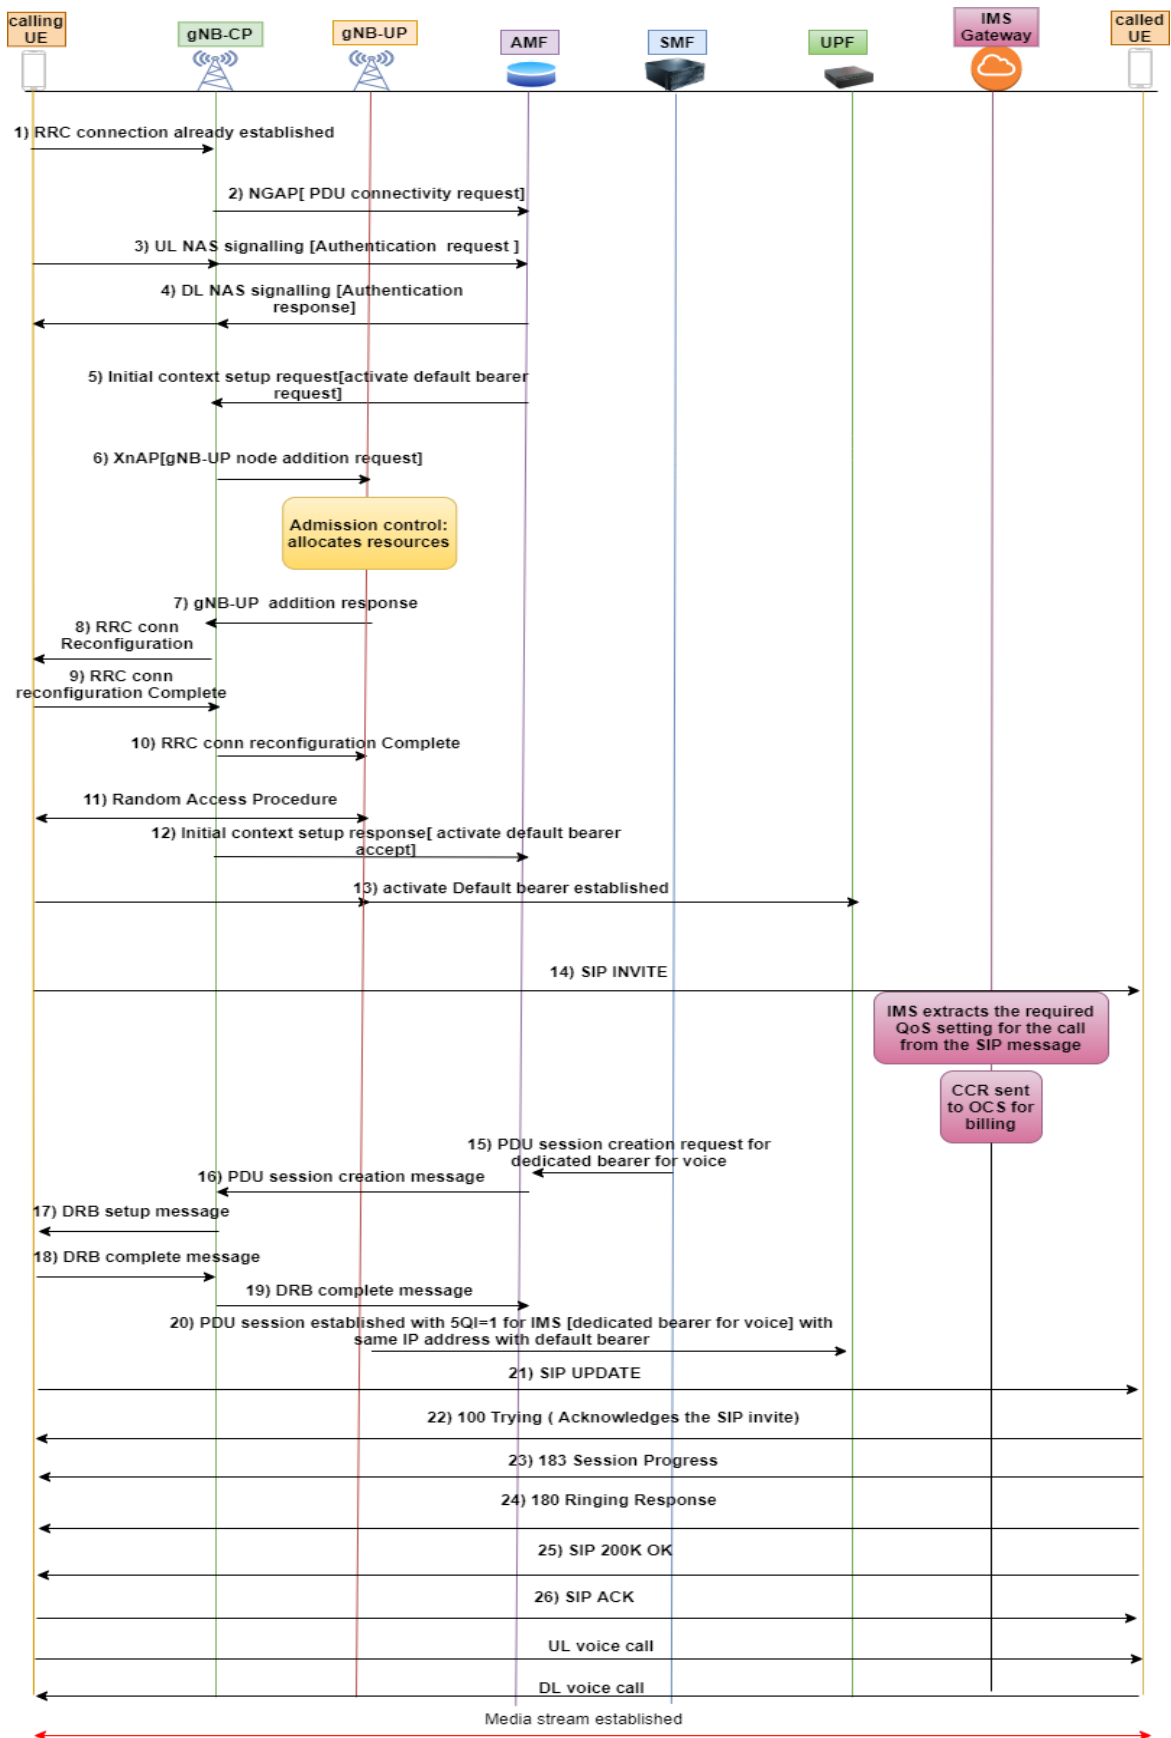 calling
UE
gNB-CP
gNB-UP
AMF
SMF
UPF
IMS
Gateway
called
UE
1) RRC connection already established
2) NGAP[ PDU connectivity request]
3) UL NAS signalling [Authentication  request ]
4) DL NAS signalling [Authentication
response]
5) Initial context setup request[activate default bearer
request]
6) XnAP[gNB-UP node addition request]
Admission control:
allocates resources
7) gNB-UP  addition response
8) RRC conn
Reconfiguration
9) RRC conn
reconfiguration Complete
10) RRC conn reconfiguration Complete
11) Random Access Procedure
12) Initial context setup response[ activate default bearer
accept]
13) activate Default bearer established
14) SIP INVITE
IMS extracts the required
QoS setting for the call
from the SIP message
CCR sent
to OCS for
billing
15) PDU session creation request for
dedicated bearer for voice
16) PDU session creation message
17) DRB setup message
18) DRB complete message
19) DRB complete message
20) PDU session established with 5QI=1 for IMS [dedicated bearer for voice] with
same IP address with default bearer
21) SIP UPDATE
22) 100 Trying ( Acknowledges the SIP invite)
23) 183 Session Progress
24) 180 Ringing Response
25) SIP 200K OK
26) SIP ACK
UL voice call
DL voice call
Media stream established